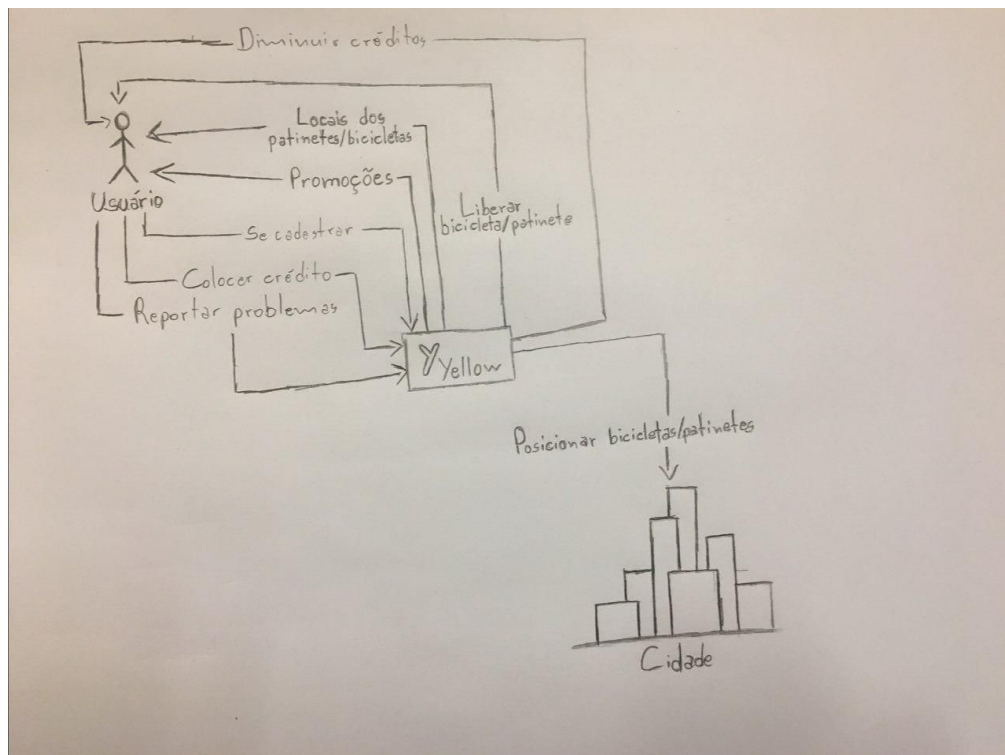 Diminuir créditos
Locais dos
patinetes/bicicletas
Promoções
Usuário
Liberar
bicicleta/patinete
Se cadastrar
Colocer crédito
Reportar problemas
Y Yellow
Posicionar bicicletas/patinetes
Cidade